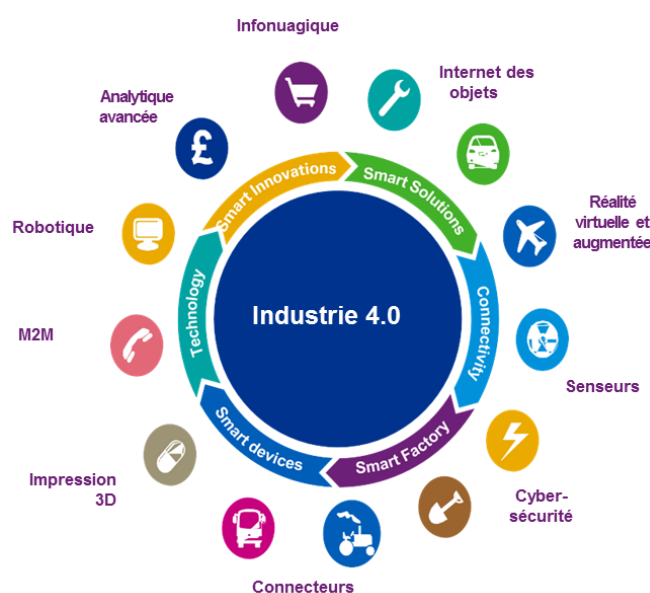 Infonuagique
Internet des
objets
Analytique
avancée
£
Smart Innovations
Smart Solutions
Réalité
virtuelle et
augmentée
Robotique
Technology
Industrie 4.0
Connectivity
M2M
Senseurs
Smart devices
Smart Factory
Impression
3D
Cyber-
sécurité
Connecteurs